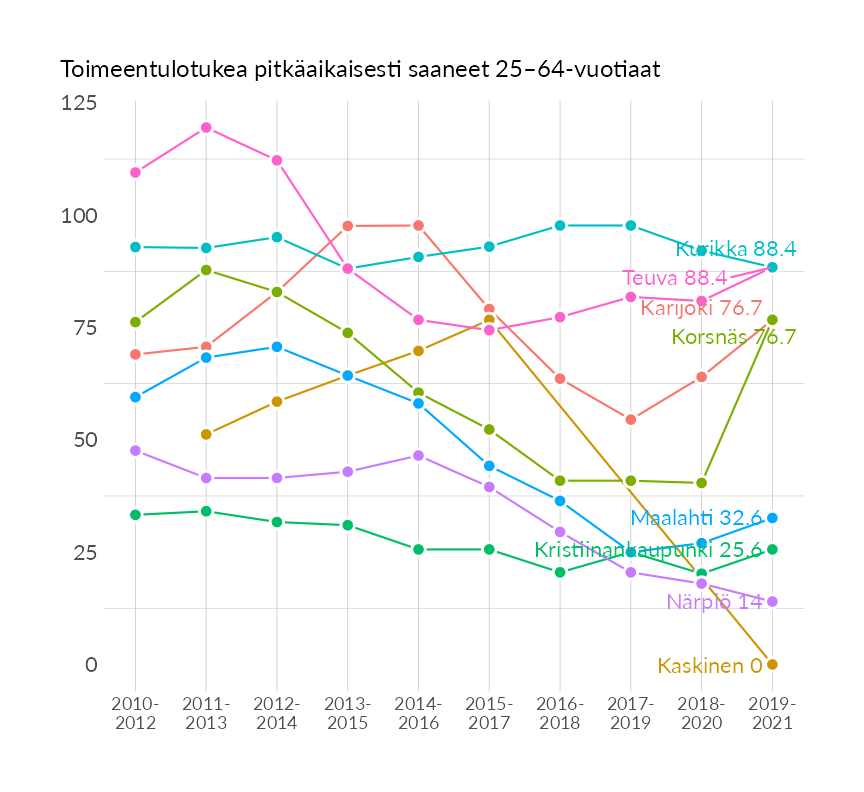 Toimeentulotukea pitkäaikaisesti saaneet 25–64-vuotiaat
125
100
75
50
25
0
Kurikka 88.4
Teuva 88.4
Karijoki 76.7
Korsnäs 76.7
Maalahti 32.6
Kristiinankaupunki 25.6
Närpiö 14
Kaskinen 0
2010- 2011- 2012- 2013- 2014- 2015- 2016- 2017- 2018- 2019-
2012 2013 2014 2015 2016 2017 2018 2019 2020 2021